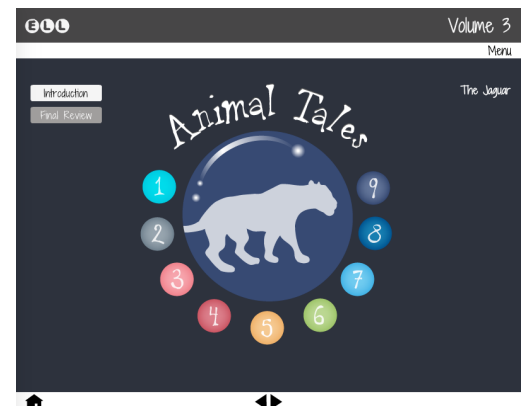 ELL
Volume 3
Menu
Introduction
Final Review
The Jaguar
Animal Tales
1
2
3
4
5
6
7
8
9